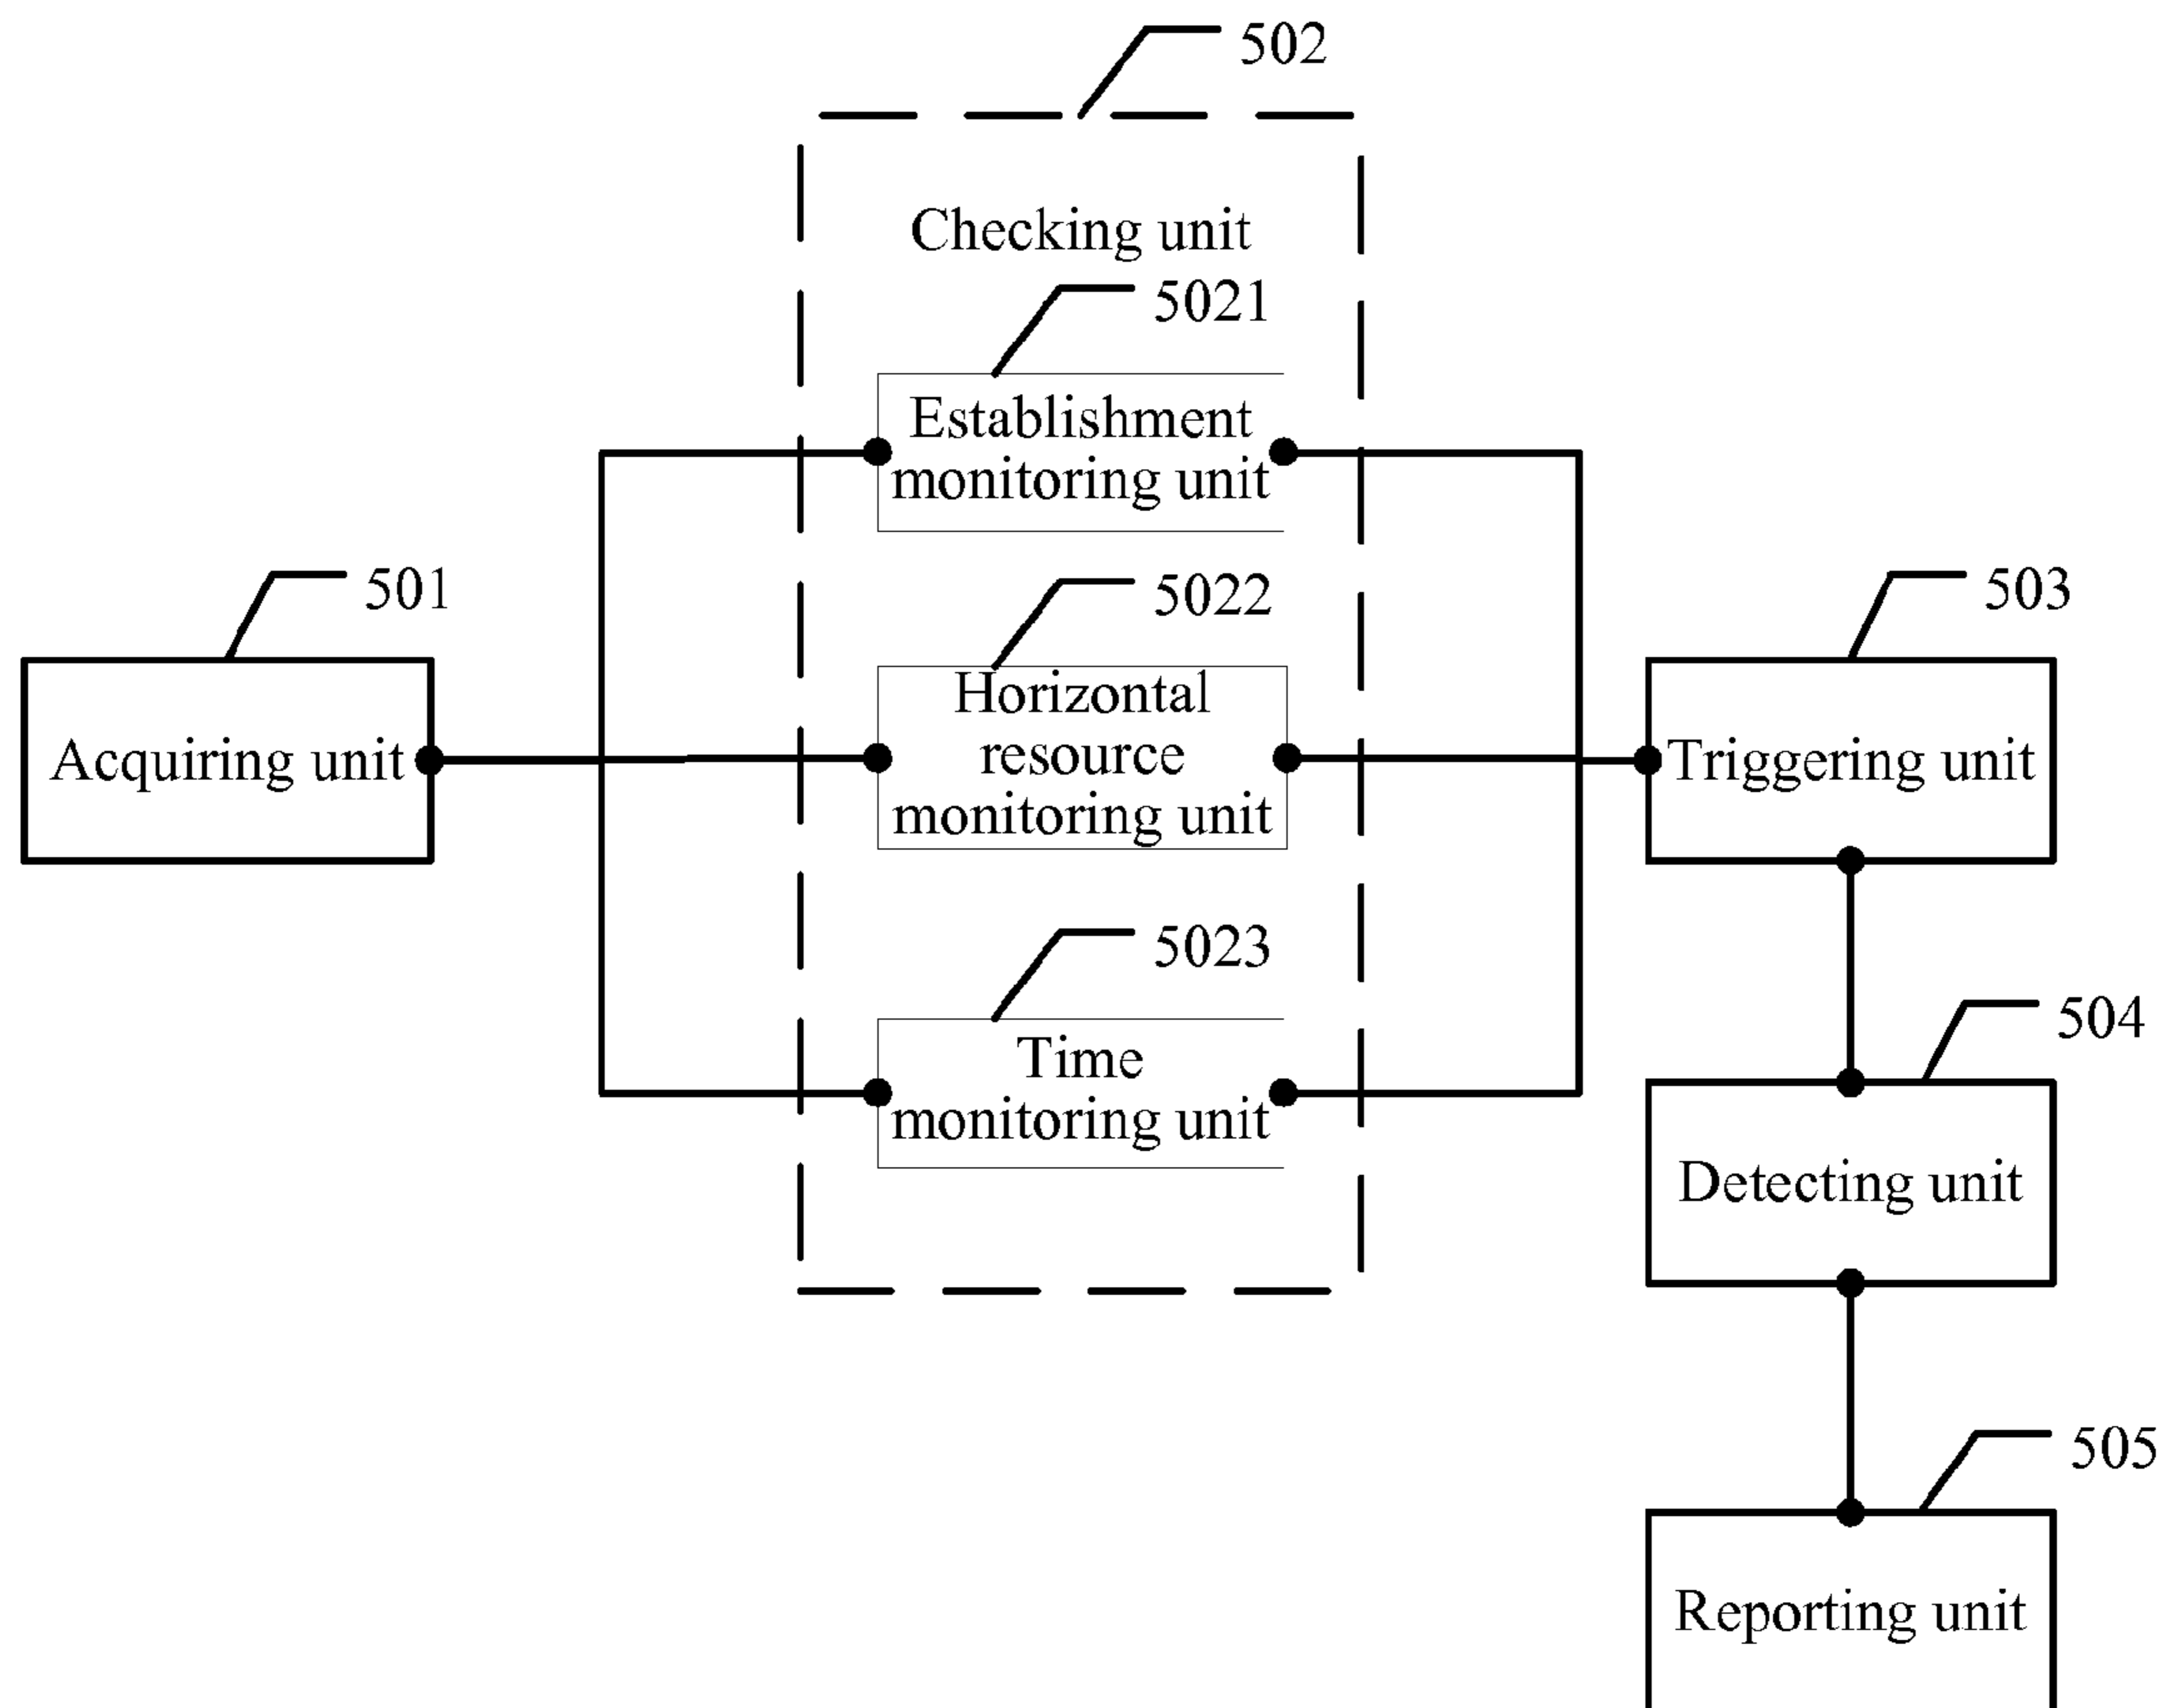 502
Checking unit
5021
Establishment
monitoring unit
501
Acquiring unit
5022
Horizontal
resource
monitoring unit
5023
Time
monitoring unit
503
Triggering unit
504
Detecting unit
505
Reporting unit